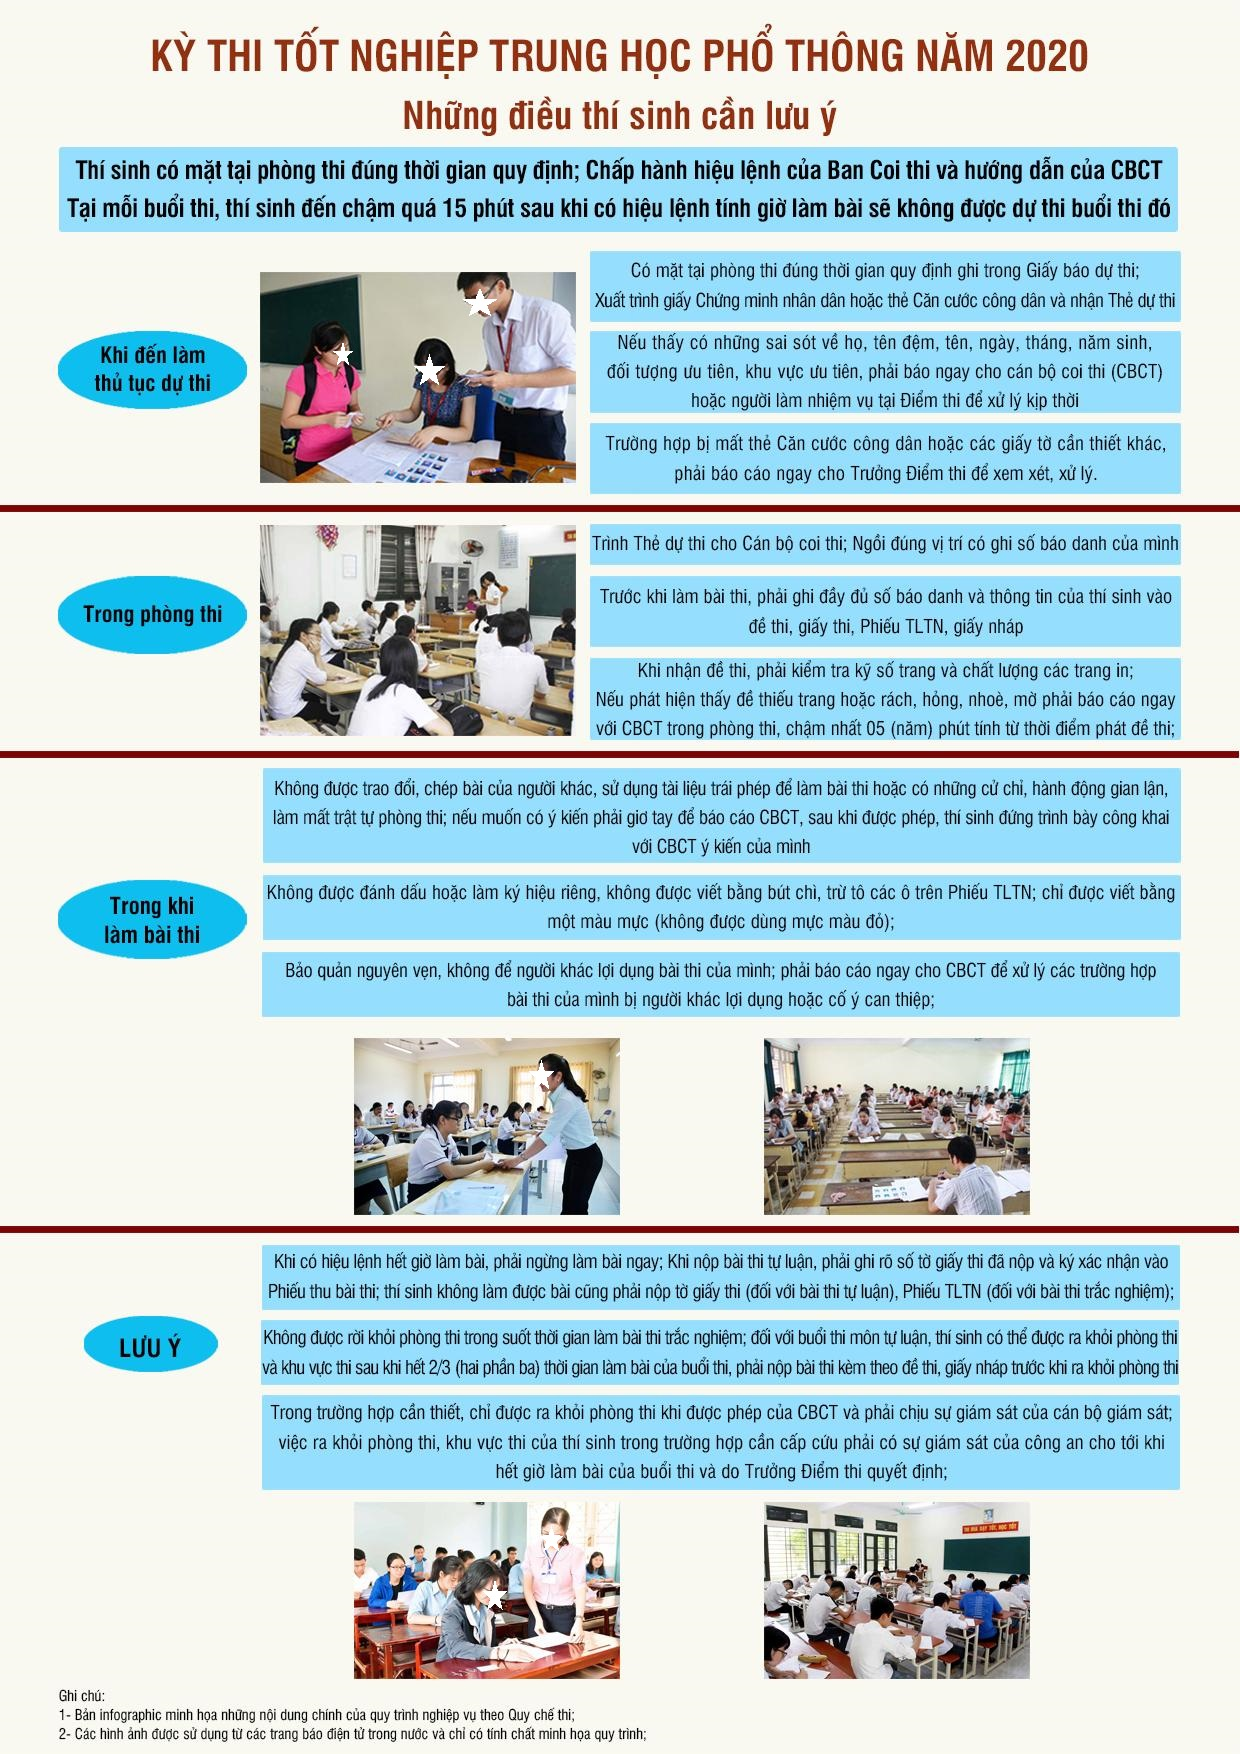 KỲ THI TỐT NGHIỆP TRUNG HỌC PHỔ THÔNG NĂM 2020
Những điều thí sinh cần lưu ý
Thí sinh có mặt tại phòng thi đúng thời gian quy định; Chấp hành hiệu lệnh của Ban Coi thi và hướng dẫn của CBCT
Tại mỗi buổi thi, thí sinh đến chậm quá 15 phút sau khi có hiệu lệnh tính giờ làm bài sẽ không được dự thi buổi thi đó
Khi đến làm
thủ tục dự thi
Có mặt tại phòng thi đúng thời gian quy định ghi trong Giấy báo dự thi;
Xuất trình giấy Chứng minh nhân dân hoặc thẻ Căn cước công dân và nhận Thẻ dự thi
Nếu thấy có những sai sót về họ, tên đệm, tên, ngày, tháng, năm sinh,
đối tượng ưu tiên, khu vực ưu tiên, phải báo ngay cho cán bộ coi thi (CBCT)
hoặc người làm nhiệm vụ tại Điểm thi để xử lý kịp thời
Trường hợp bị mất thẻ Căn cước công dân hoặc các giấy tờ cần thiết khác,
phải báo cáo ngay cho Trưởng Điểm thi để xem xét, xử lý.
Trong phòng thi
Trình Thẻ dự thi cho Cán bộ coi thi; Ngồi đúng vị trí có ghi số báo danh của mình
Trước khi làm bài thi, phải ghi đầy đủ số báo danh và thông tin của thí sinh vào
đề thi, giấy thi, Phiếu TLTN, giấy nháp
Khi nhận đề thi, phải kiểm tra kỹ số trang và chất lượng các trang in;
Nếu phát hiện thấy đề thiếu trang hoặc rách, hỏng, nhoè, mờ phải báo cáo ngay
với CBCT trong phòng thi, chậm nhất 05 (năm) phút tính từ thời điểm phát đề thi;
Trong khi
làm bài thi
Không được trao đổi, chép bài của người khác, sử dụng tài liệu trái phép để làm bài thi hoặc có những cử chỉ, hành động gian lận,
làm mất trật tự phòng thi; nếu muốn có ý kiến phải giơ tay để báo cáo CBCT, sau khi được phép, thí sinh đứng trình bày công khai
với CBCT ý kiến của mình
Không được đánh dấu hoặc làm ký hiệu riêng, không được viết bằng bút chì, trừ tô các ô trên Phiếu TLTN; chỉ được viết bằng
một màu mực (không được dùng mực màu đỏ);
Bảo quản nguyên vẹn, không để người khác lợi dụng bài thi của mình; phải báo cáo ngay cho CBCT để xử lý các trường hợp
bài thi của mình bị người khác lợi dụng hoặc cố ý can thiệp;
LƯU Ý
Khi có hiệu lệnh hết giờ làm bài, phải ngừng làm bài ngay; Khi nộp bài thi tự luận, phải ghi rõ số tờ giấy thi đã nộp và ký xác nhận vào
Phiếu thu bài thi; thí sinh không làm được bài cũng phải nộp tờ giấy thi (đối với bài thi tự luận), Phiếu TLTN (đối với bài thi trắc nghiệm);
Không được rời khỏi phòng thi trong suốt thời gian làm bài thi trắc nghiệm; đối với buổi thi môn tự luận, thí sinh có thể được ra khỏi phòng thi
và khu vực thi sau khi hết 2/3 (hai phần ba) thời gian làm bài của buổi thi, phải nộp bài thi kèm theo đề thi, giấy nháp trước khi ra khỏi phòng thi
Trong trường hợp cần thiết, chỉ được ra khỏi phòng thi khi được phép của CBCT và phải chịu sự giám sát của cán bộ giám sát;
việc ra khỏi phòng thi, khu vực thi của thí sinh trong trường hợp cần cấp cứu phải có sự giám sát của công an cho tới khi
hết giờ làm bài của buổi thi và do Trưởng Điểm thi quyết định;
THI ĐUA DẠY TỐT, HỌC TỐT
Ghi chú:
1- Bản infographic minh họa những nội dung chính của quy trình nghiệp vụ theo Quy chế thi;
2- Các hình ảnh được sử dụng từ các trang báo điện tử trong nước và chỉ có tính chất minh họa quy trình;